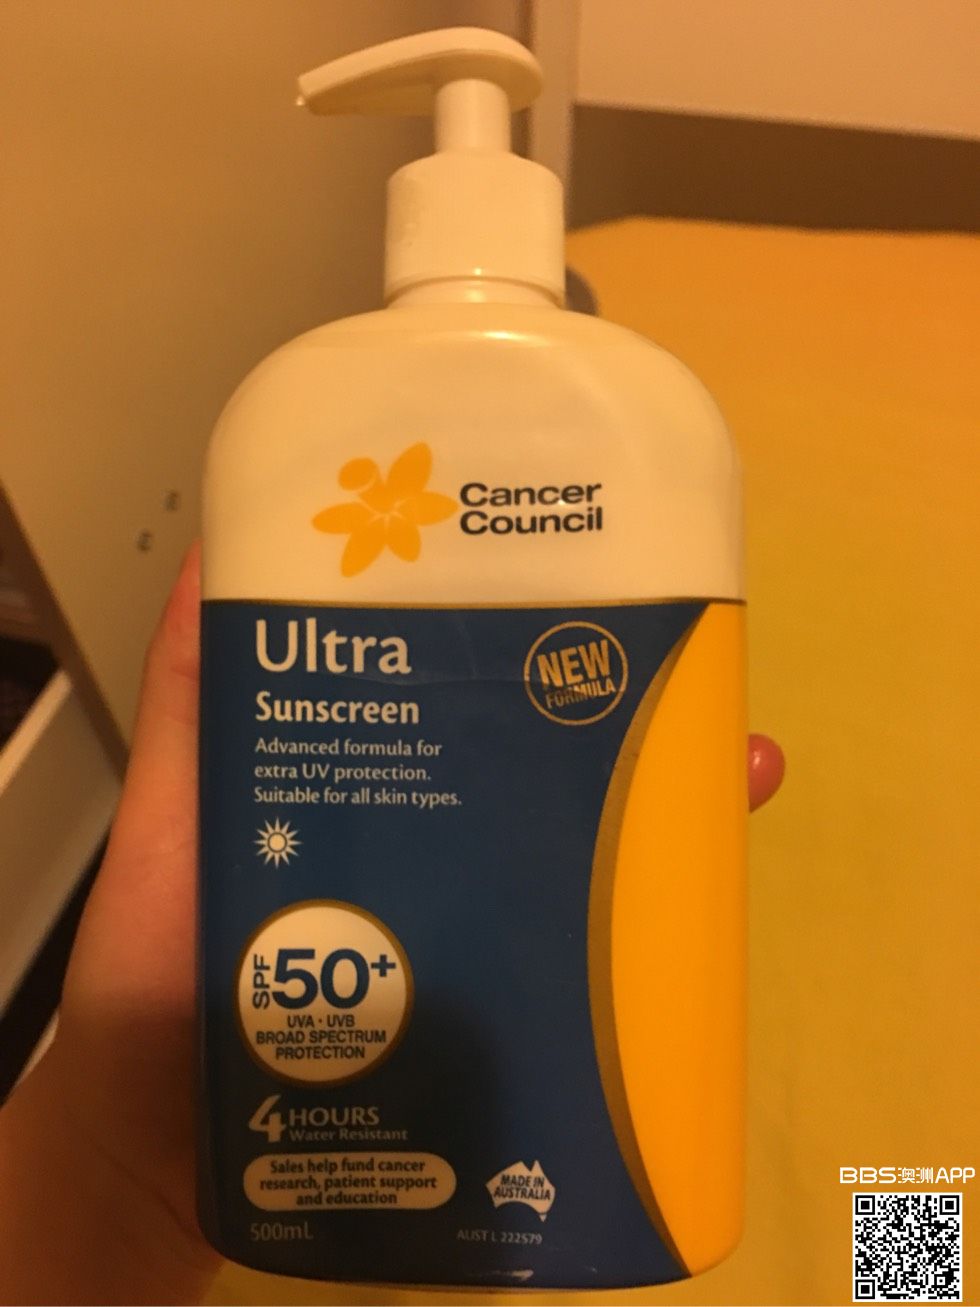 Cancer
Council
Ultra
Sunscreen
NEW
FORMULA
Advanced formula for
extra UV protection.
Suitable for all skin types.
SPF 50+
UVA · UVB
BROAD SPECTRUM
PROTECTION
4 HOURS
Water Resistant
Sales help fund cancer
research, patient support
and education
MADE IN
AUSTRALIA
500mL
AUST L 222579
BBS澳洲APP